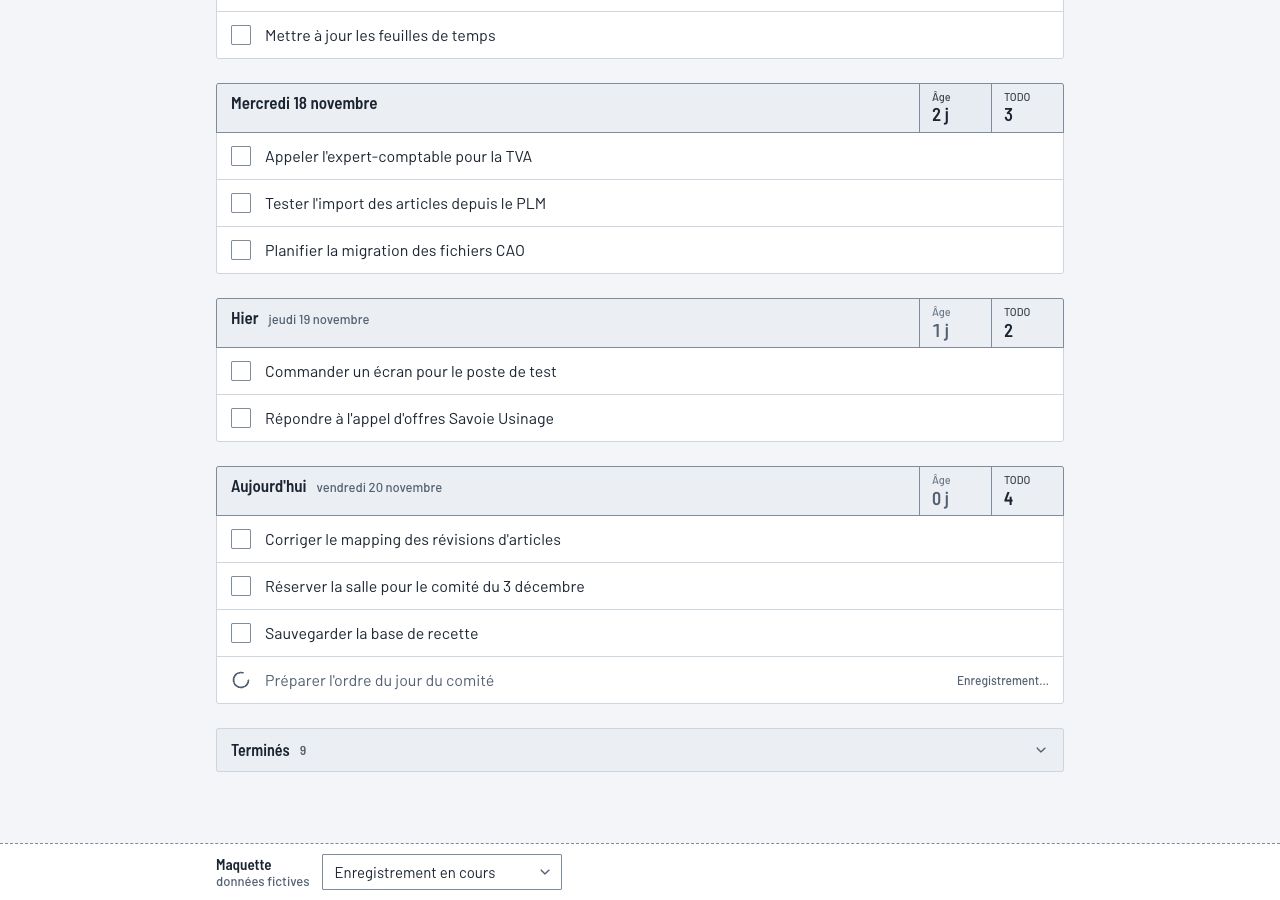 Mettre à jour les feuilles de temps
Mercredi 18 novembre
Âge
2 j
TODO
3
Appeler l'expert-comptable pour la TVA
Tester l'import des articles depuis le PLM
Planifier la migration des fichiers CAO
Hier jeudi 19 novembre
Âge
1 j
TODO
2
Commander un écran pour le poste de test
Répondre à l'appel d'offres Savoie Usinage
Aujourd'hui vendredi 20 novembre
Âge
0 j
TODO
4
Corriger le mapping des révisions d'articles
Réserver la salle pour le comité du 3 décembre
Sauvegarder la base de recette
Préparer l'ordre du jour du comité Enregistrement...
Terminés 9
Maquette
données fictives
Enregistrement en cours